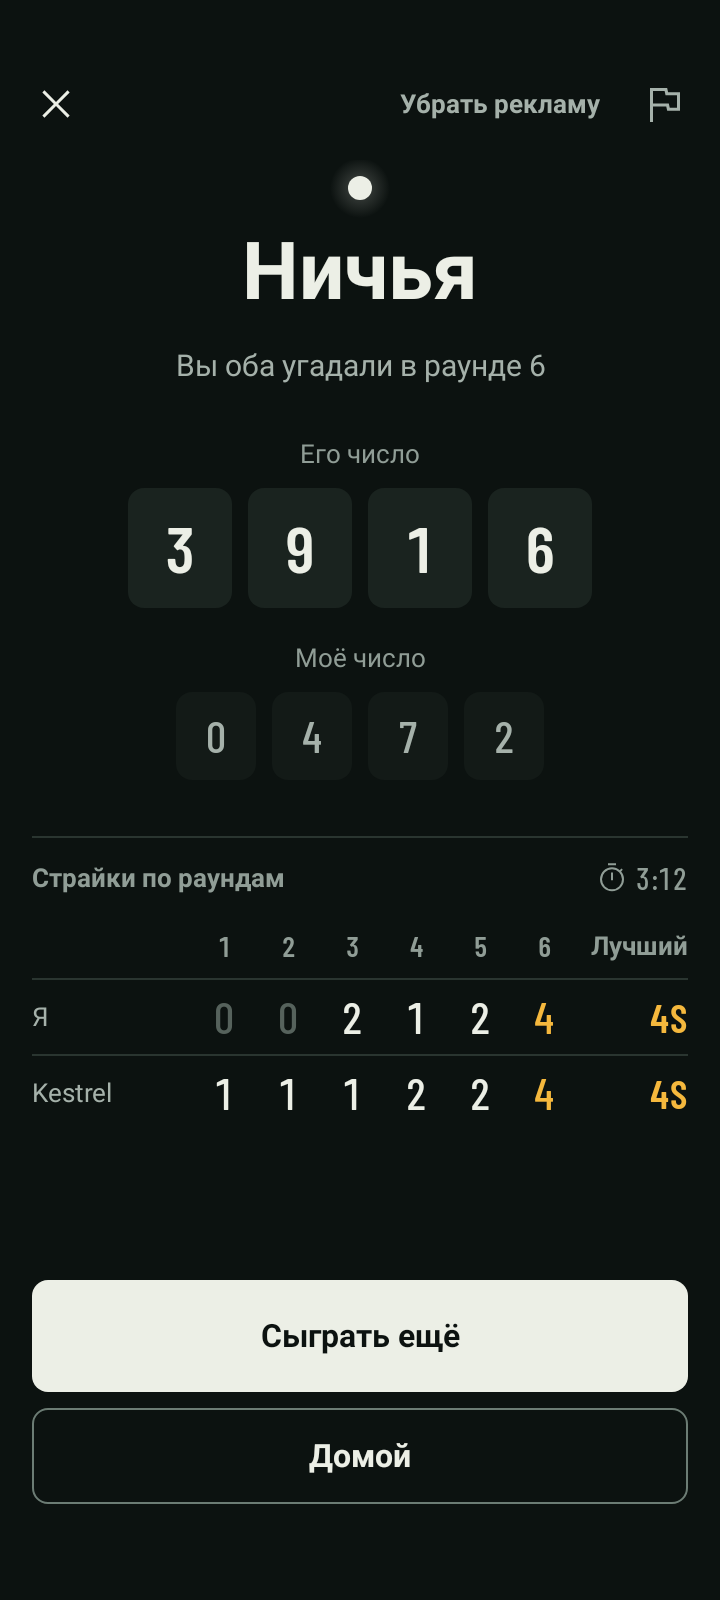 Убрать рекламу
Ничья
Вы оба угадали в раунде 6
Его число
3 9 1 6
Моё число
0 4 7 2
Страйки по раундам 3:12
1 2 3 4 5 6 Лучший
Я 0 0 2 1 2 4 4S
Kestrel 1 1 1 2 2 4 4S
Сыграть ещё
Домой